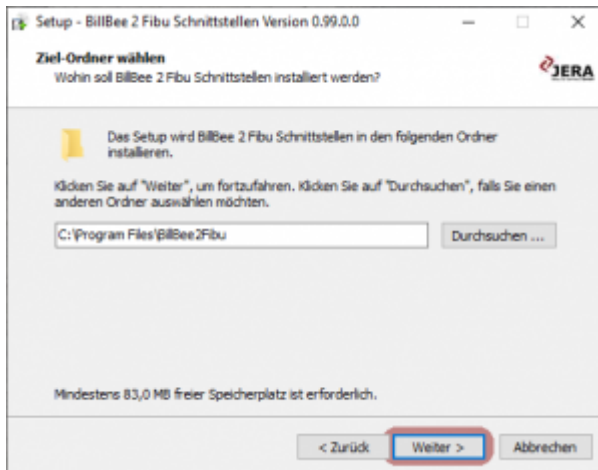 Setup - BillBee 2 Fibu Schnittstellen Version 0.99.0.0
Ziel-Ordner wählen
Wohin soll BillBee 2 Fibu Schnittstellen installiert werden?
JERA
Das Setup wird BillBee 2 Fibu Schnittstellen in den folgenden Ordner
installieren.
Klicken Sie auf "Weiter", um fortzufahren. Klicken Sie auf "Durchsuchen", falls Sie einen
anderen Ordner auswählen möchten.
C:\Program Files\BillBee2Fibu
Durchsuchen ...
Mindestens 83,0 MB freier Speicherplatz ist erforderlich.
< Zurück
Weiter >
Abbrechen